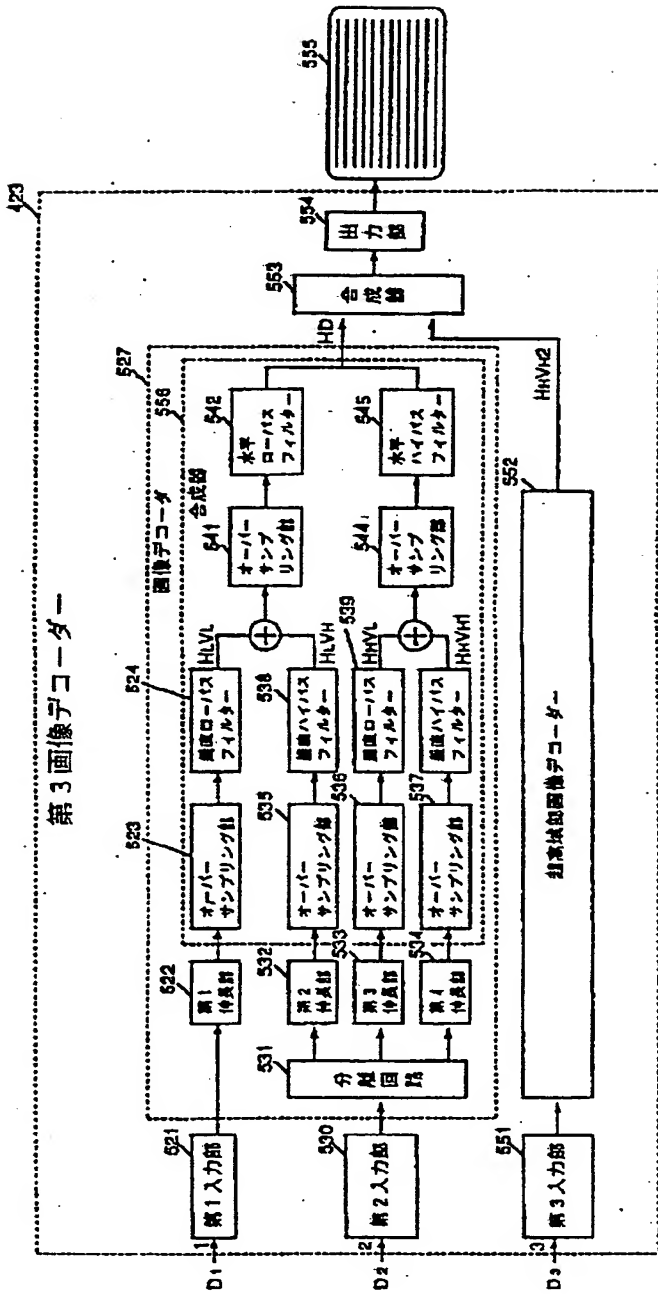 第3画像デコーダー
423
527
556
画像デコーダ
合成器
D1
1
第1入力部
521
第1
伸長部
522
オーバー
サンプリング部
523
垂直ローパス
フィルター
524
HLVL
オーバー
サンプ
リング部
541
水平
ローパス
フィルター
542
HD
合成器
553
出力部
554
555
D2
2
第2入力部
530
分離回路
531
第2
伸長部
532
オーバー
サンプリング部
535
垂直ハイパス
フィルター
538
HLVH
第3
伸長部
533
オーバー
サンプリング部
536
垂直ローパス
フィルター
539
HHVL
オーバー
サンプ
リング部
544
水平
ハイパス
フィルター
545
第4
伸長部
534
オーバー
サンプリング部
537
垂直ハイパス
フィルター
HHVH1
D3
3
第3入力部
551
超高域部画像デコーダー
552
HHVH2